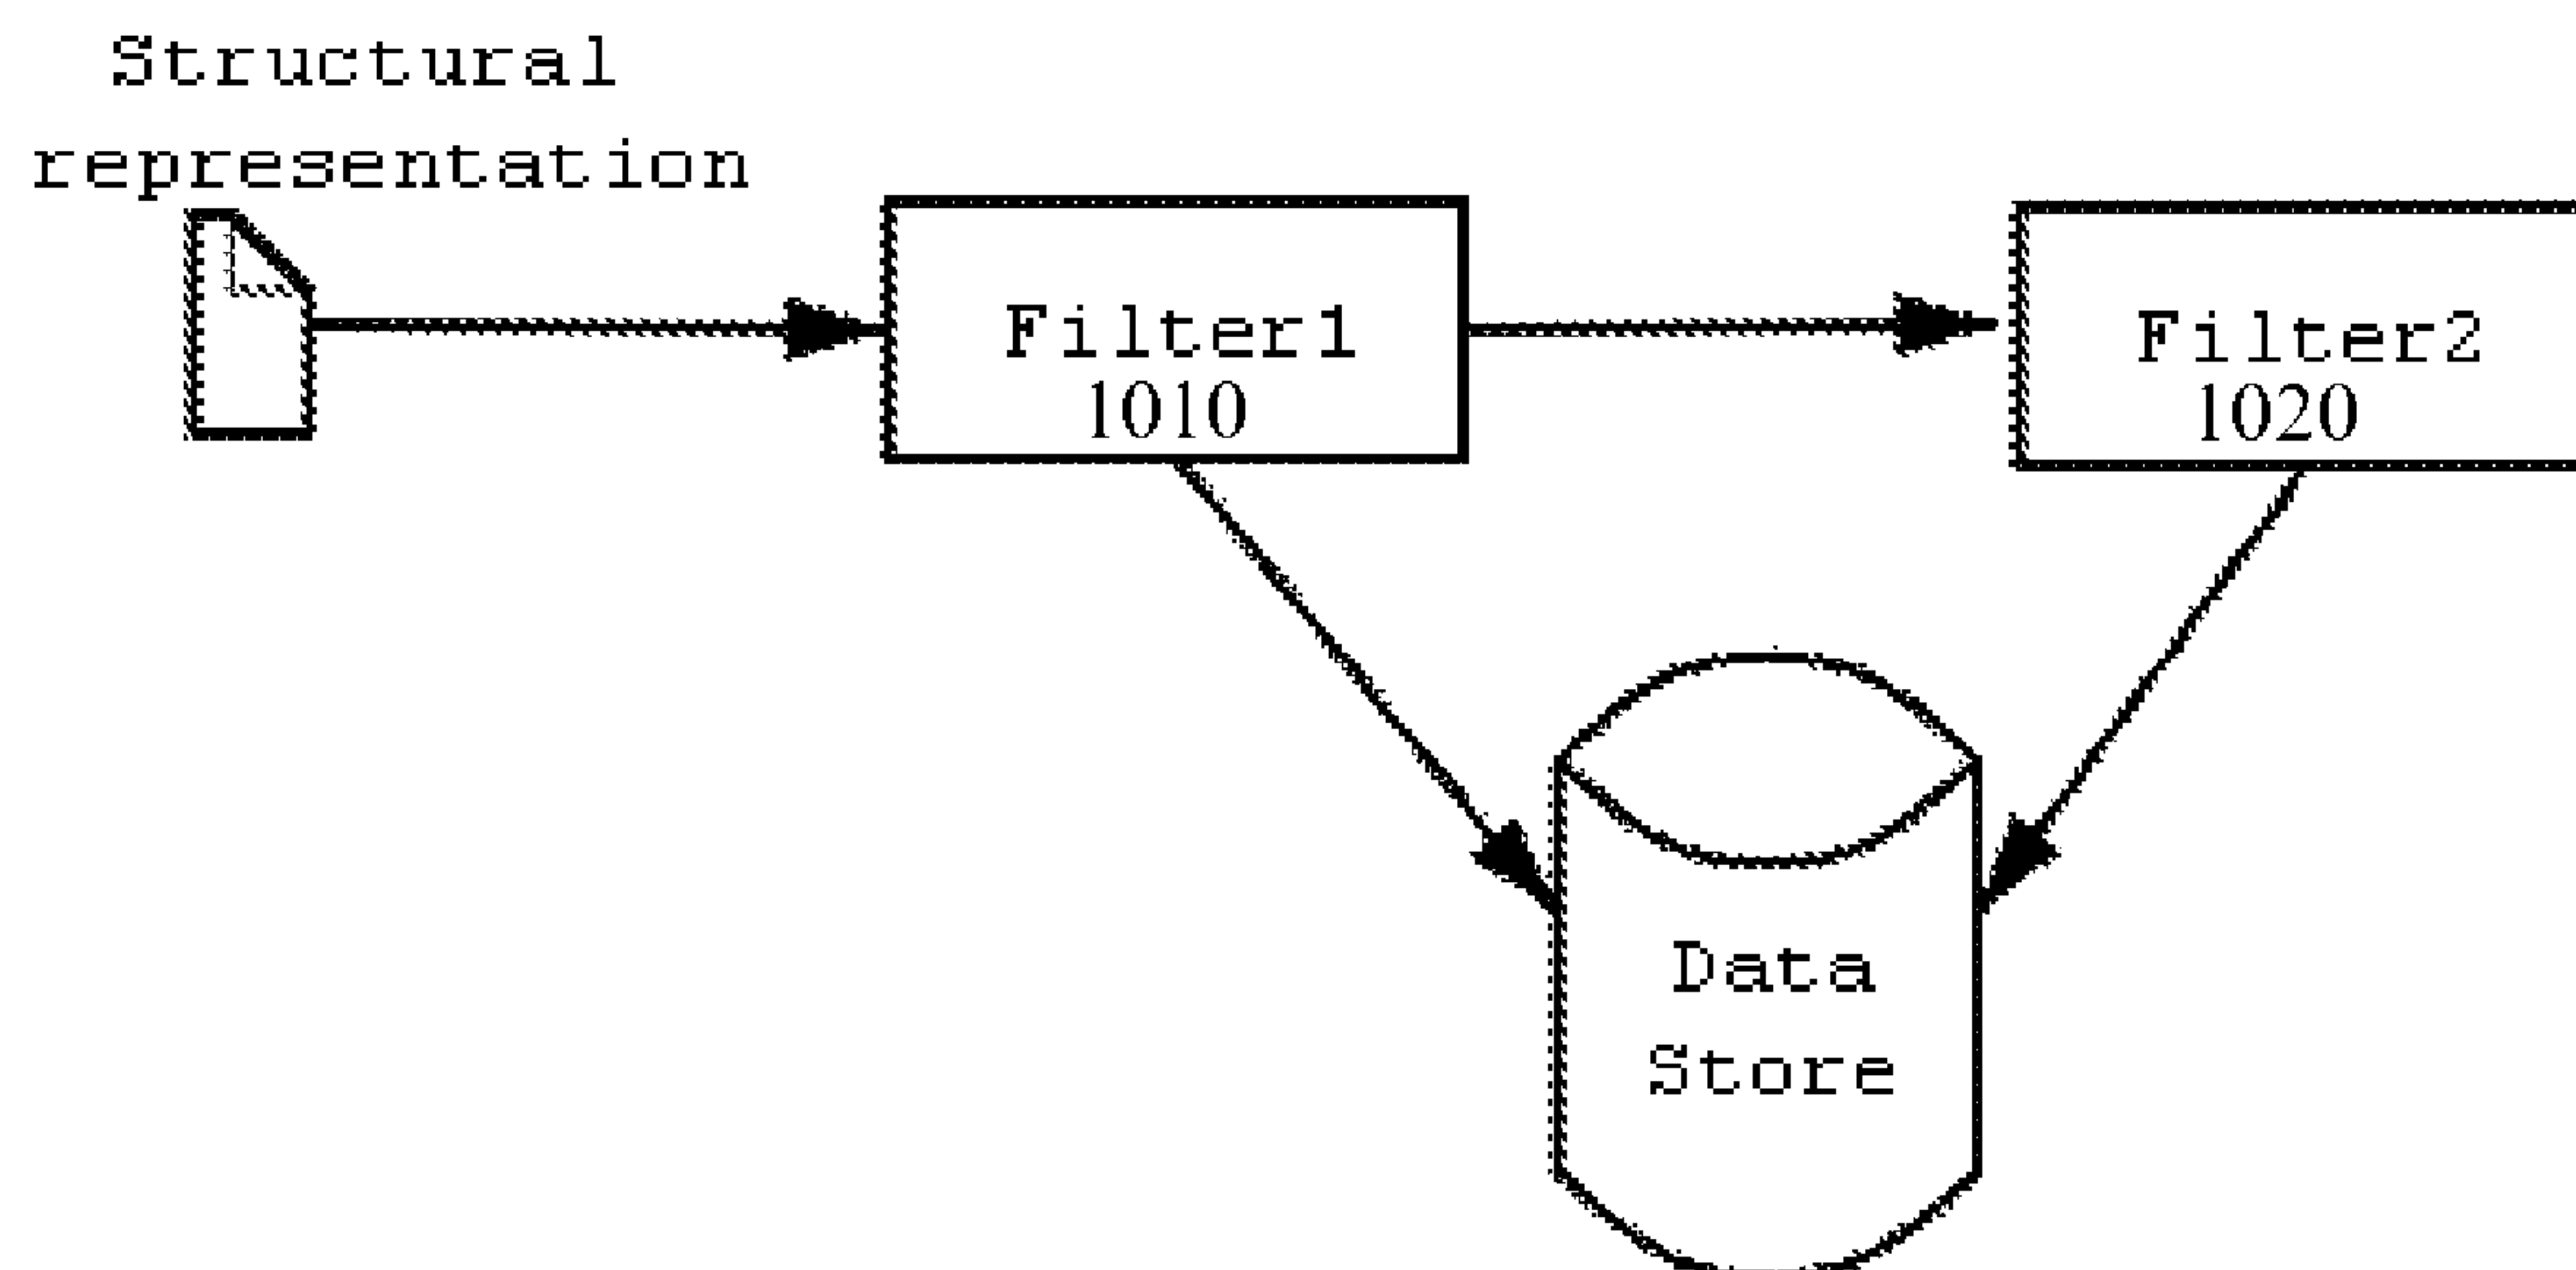 Structural
representation
Filter1
1010
Filter2
1020
Data
Store